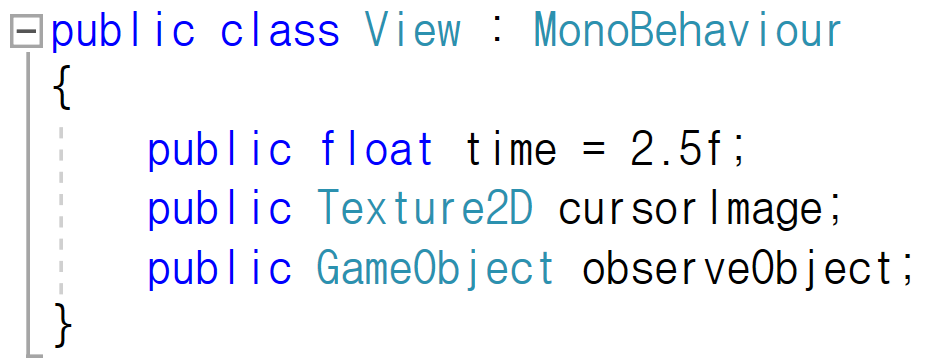 public class View : MonoBehaviour
{
public float time = 2.5f;
public Texture2D cursorImage;
public GameObject observeObject;
}